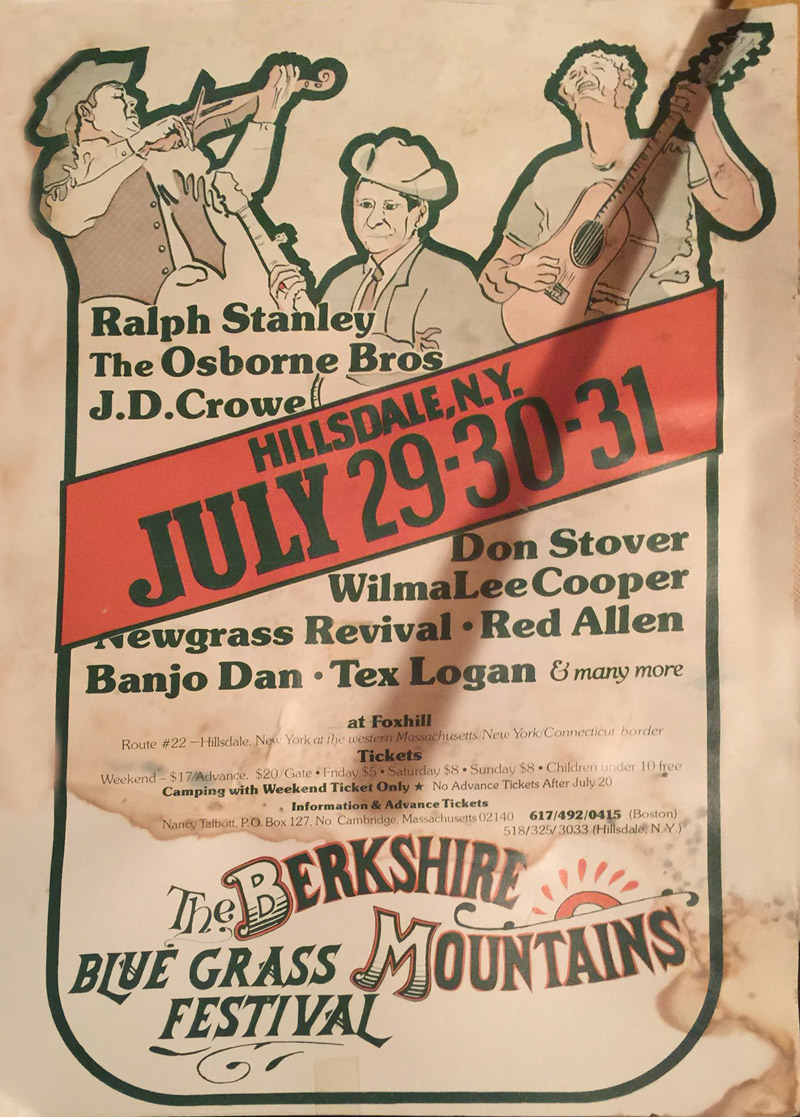 Ralph Stanley
The Osborne Bros
J.D.Crowe
HILLSDALE, N.Y.
JULY 29-30-31
Don Stover
Wilma Lee Cooper
Newgrass Revival • Red Allen
Banjo Dan • Tex Logan & many more
at Foxhill
Route #22 – Hillsdale, New York at the western Massachusetts/New York/Connecticut border
Tickets
Weekend – $17/Advance, $20/Gate • Friday $5 • Saturday $8 • Sunday $8 • Children under 10 free
Camping with Weekend Ticket Only ★ No Advance Tickets After July 20
Information & Advance Tickets
Nancy Talbott, P.O. Box 127, No. Cambridge, Massachusetts 02140 617/492/0415 (Boston)
518/325/3033 (Hillsdale, N.Y.)
The BERKSHIRE
MOUNTAINS
BLUE GRASS
FESTIVAL